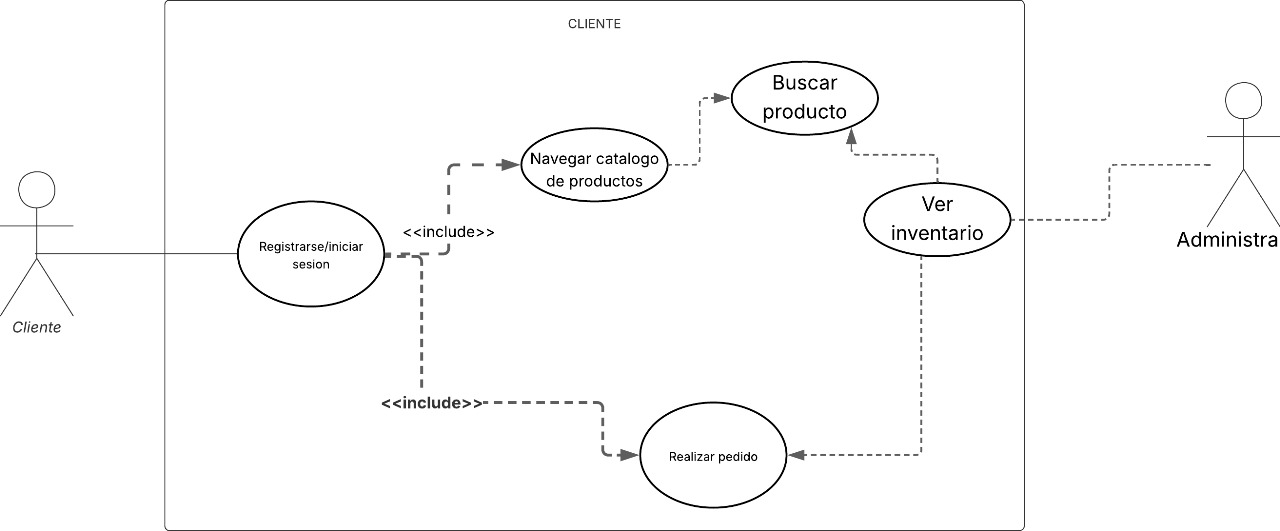 CLIENTE
Buscar
producto
Navegar catalogo
de productos
Ver
inventario
<<include>>
Registrarse/iniciar
sesion
Administra
Cliente
<<include>>
Realizar pedido